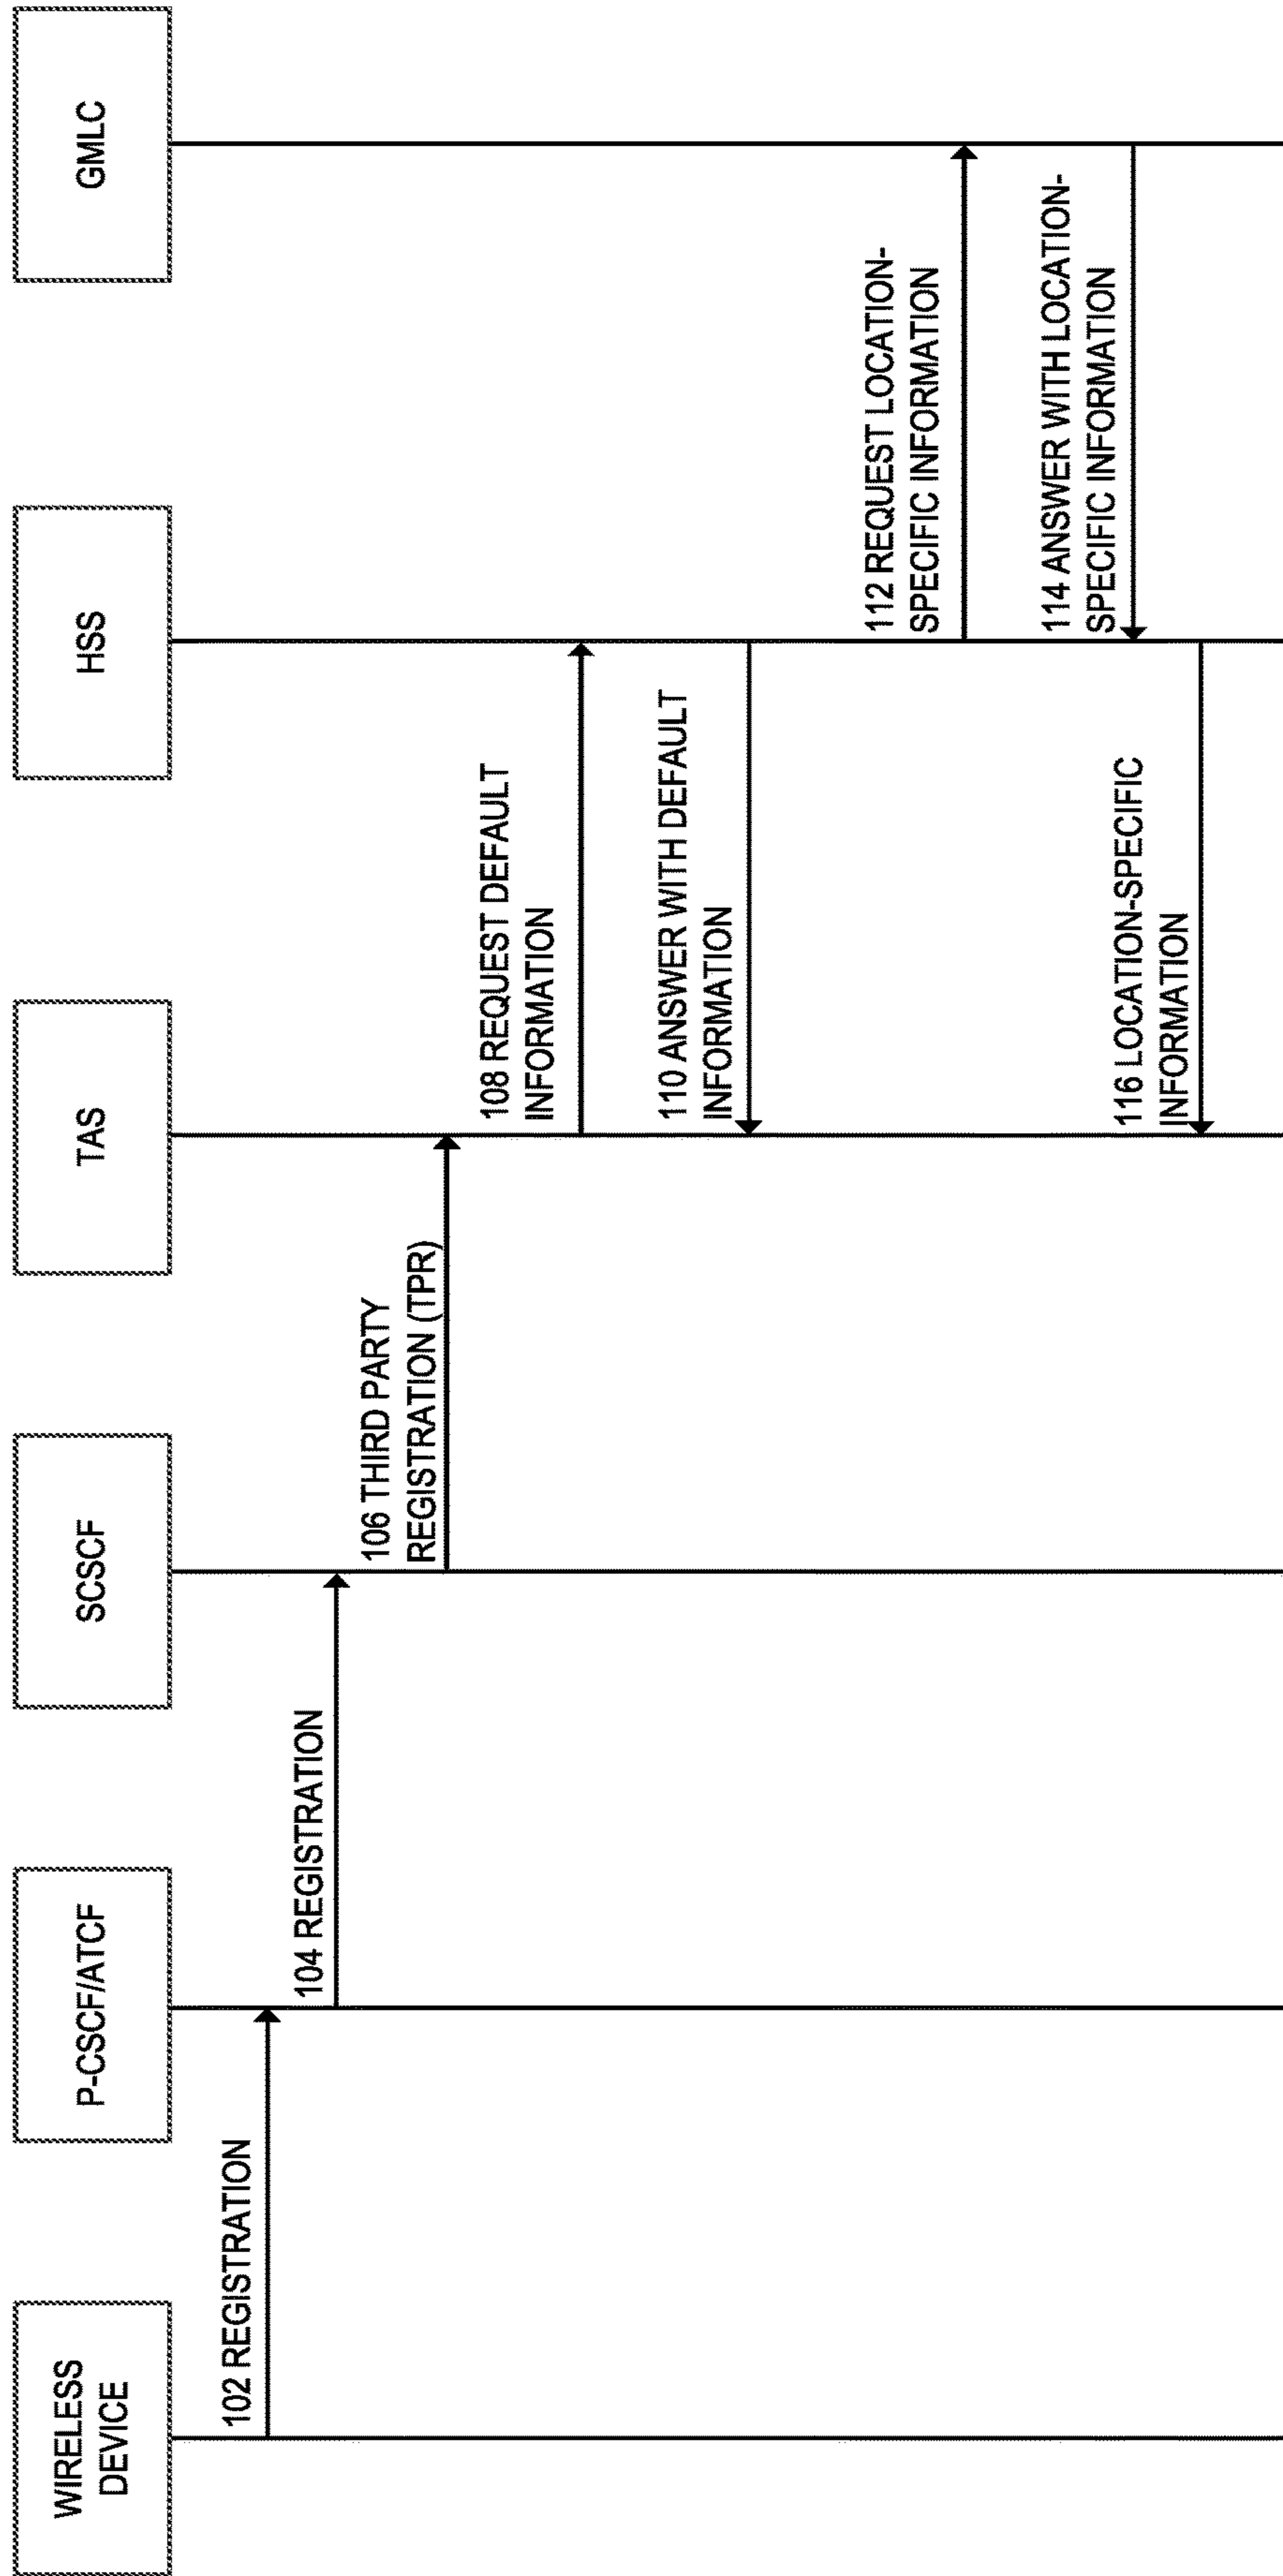 WIRELESS
DEVICE
P-CSCF/ATCF
SCSCF
TAS
HSS
GMLC
102 REGISTRATION
104 REGISTRATION
106 THIRD PARTY
REGISTRATION (TPR)
108 REQUEST DEFAULT
INFORMATION
110 ANSWER WITH DEFAULT
INFORMATION
112 REQUEST LOCATION-
SPECIFIC INFORMATION
114 ANSWER WITH LOCATION-
SPECIFIC INFORMATION
116 LOCATION-SPECIFIC
INFORMATION